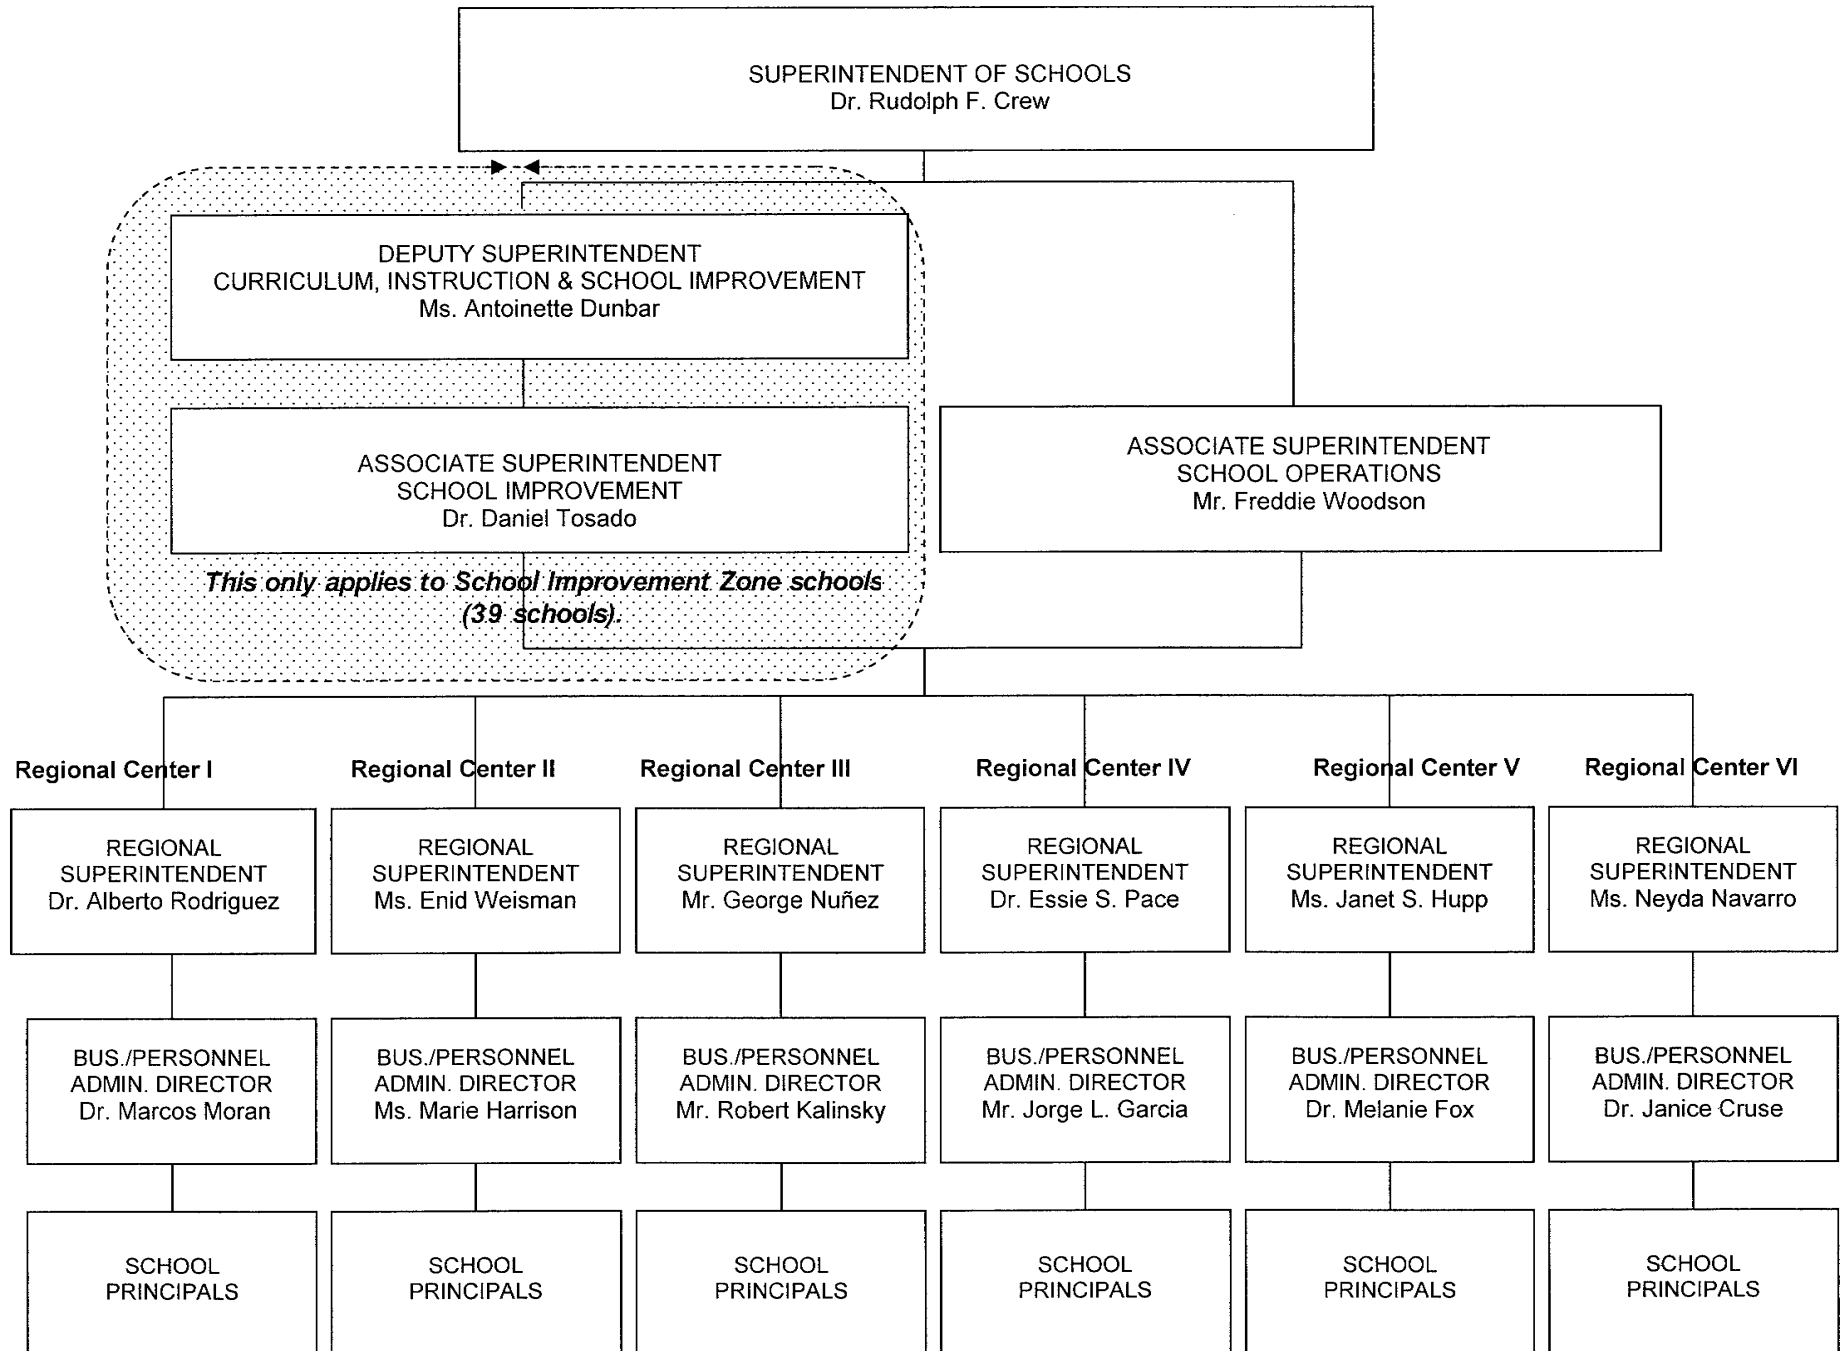 SUPERINTENDENT OF SCHOOLS
Dr. Rudolph F. Crew
DEPUTY SUPERINTENDENT
CURRICULUM, INSTRUCTION & SCHOOL IMPROVEMENT
Ms. Antoinette Dunbar
ASSOCIATE SUPERINTENDENT
SCHOOL IMPROVEMENT
Dr. Daniel Tosado
This only applies to School Improvement Zone schools
(39 schools).
ASSOCIATE SUPERINTENDENT
SCHOOL OPERATIONS
Mr. Freddie Woodson
Regional Center I
REGIONAL
SUPERINTENDENT
Dr. Alberto Rodriguez
BUS./PERSONNEL
ADMIN. DIRECTOR
Dr. Marcos Moran
SCHOOL
PRINCIPALS
Regional Center II
REGIONAL
SUPERINTENDENT
Ms. Enid Weisman
BUS./PERSONNEL
ADMIN. DIRECTOR
Ms. Marie Harrison
SCHOOL
PRINCIPALS
Regional Center III
REGIONAL
SUPERINTENDENT
Mr. George Nuñez
BUS./PERSONNEL
ADMIN. DIRECTOR
Mr. Robert Kalinsky
SCHOOL
PRINCIPALS
Regional Center IV
REGIONAL
SUPERINTENDENT
Dr. Essie S. Pace
BUS./PERSONNEL
ADMIN. DIRECTOR
Mr. Jorge L. Garcia
SCHOOL
PRINCIPALS
Regional Center V
REGIONAL
SUPERINTENDENT
Ms. Janet S. Hupp
BUS./PERSONNEL
ADMIN. DIRECTOR
Dr. Melanie Fox
SCHOOL
PRINCIPALS
Regional Center VI
REGIONAL
SUPERINTENDENT
Ms. Neyda Navarro
BUS./PERSONNEL
ADMIN. DIRECTOR
Dr. Janice Cruse
SCHOOL
PRINCIPALS